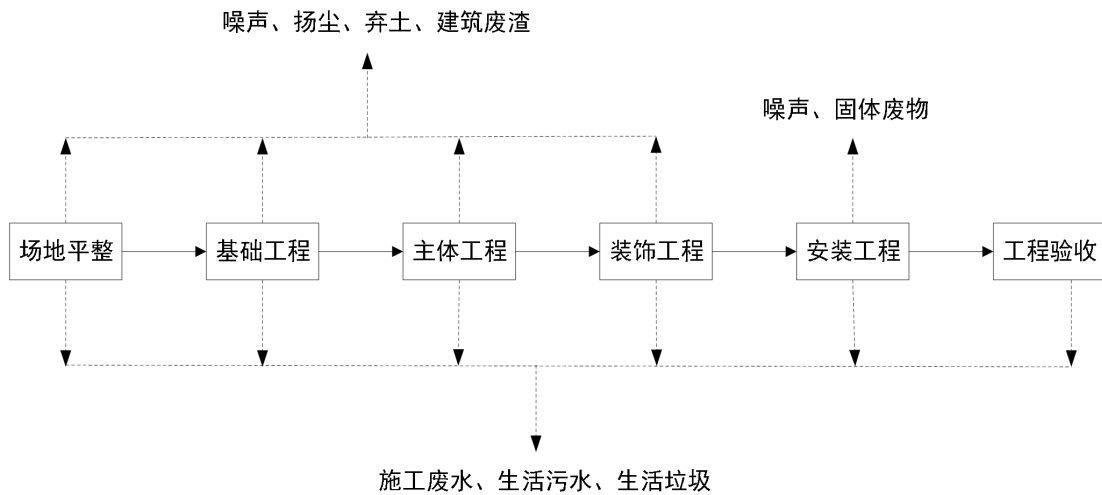 噪声、扬尘、弃土、建筑废渣
噪声、固体废物
场地平整
基础工程
主体工程
装饰工程
安装工程
工程验收
施工废水、生活污水、生活垃圾